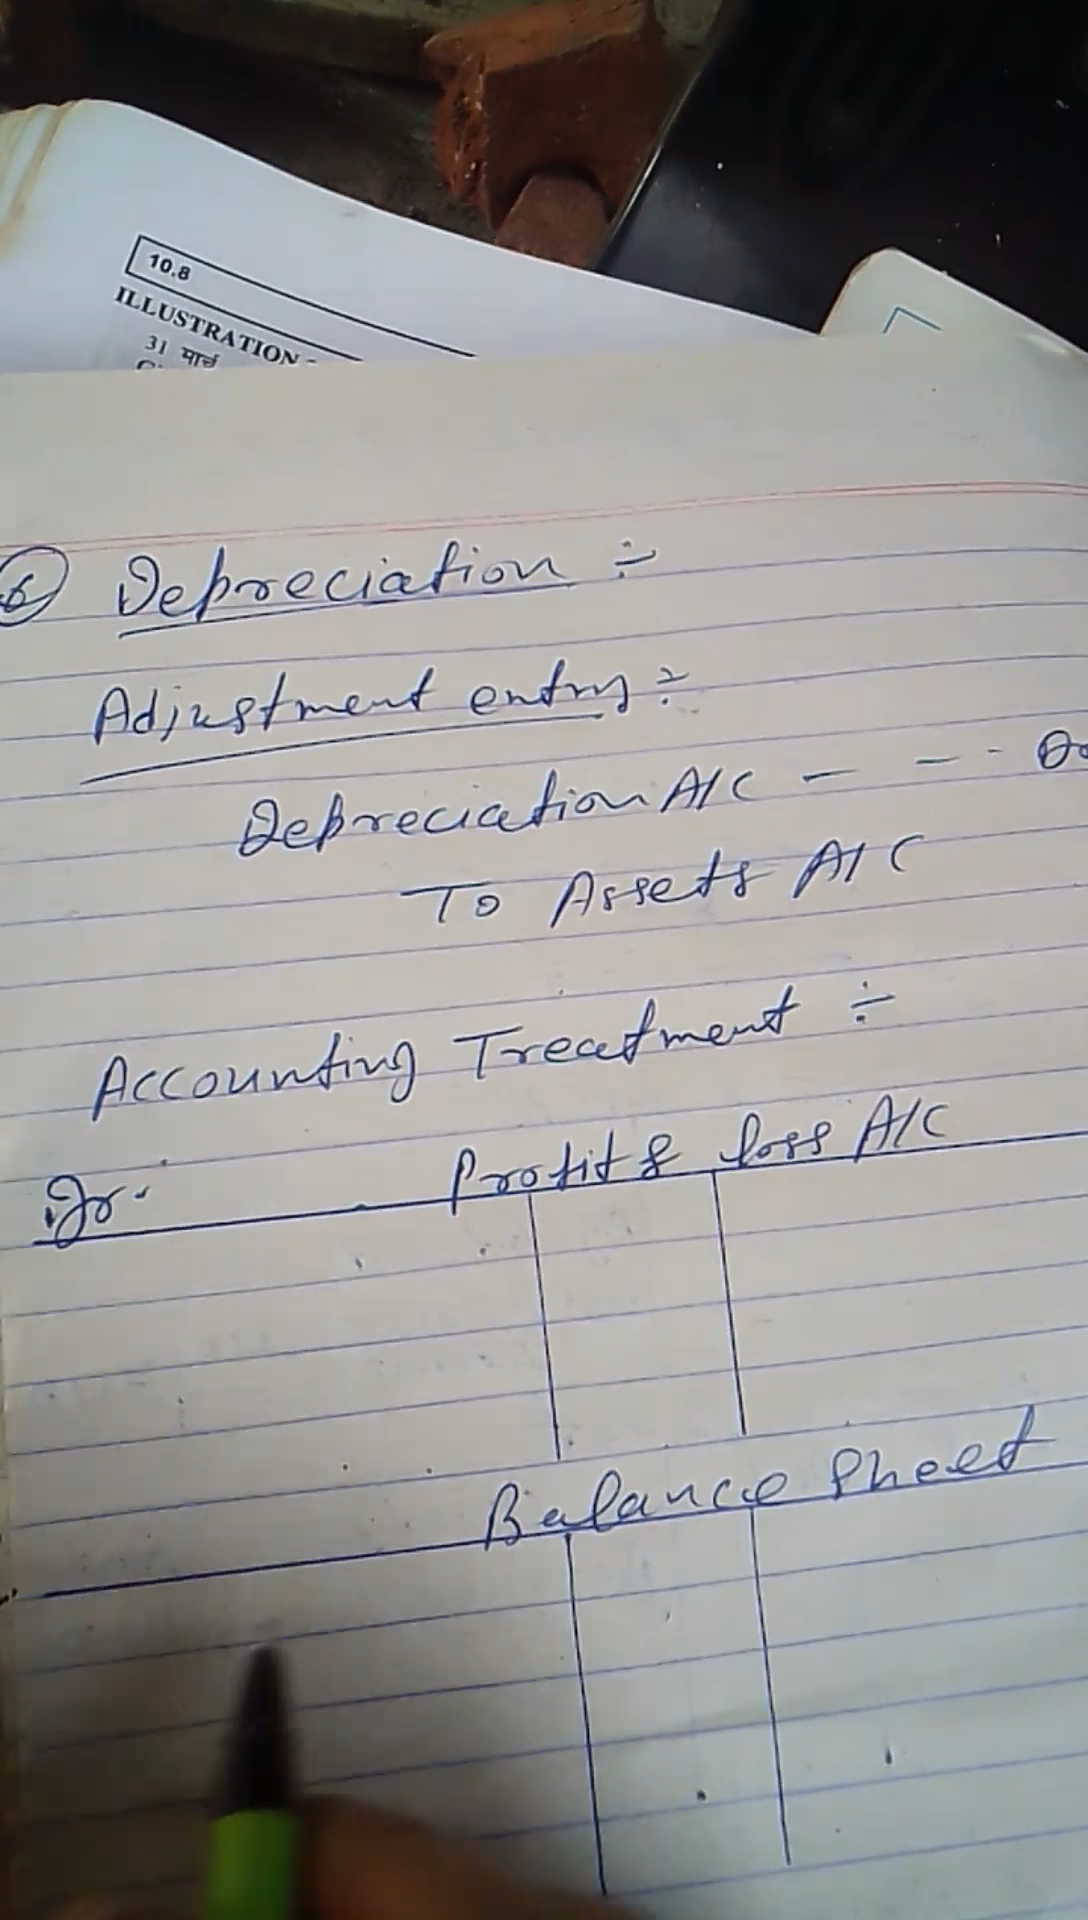 10.8
ILLUSTRATION -
31 मार्च
6 Depreciation :-
Adjustment entry :-
Depreciation A/C - - - Dr
To Assets A/C
Accounting Treatment :-
Dr. Profit & loss A/C
Balance Sheet